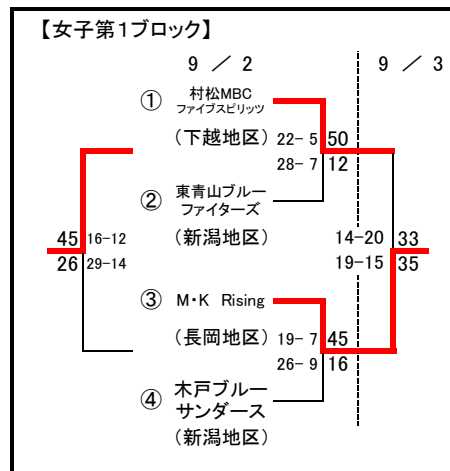 【女子第1ブロック】
9 ／ 2
9 ／ 3
① 村松MBC
ファイブスピリッツ
(下越地区)
22- 5 50
28- 7 12
② 東青山ブルー
ファイターズ
(新潟地区)
45 16-12
26 29-14
14-20 33
19-15 35
③ M・K Rising
(長岡地区)
19- 7 45
26- 9 16
④ 木戸ブルー
サンダース
(新潟地区)